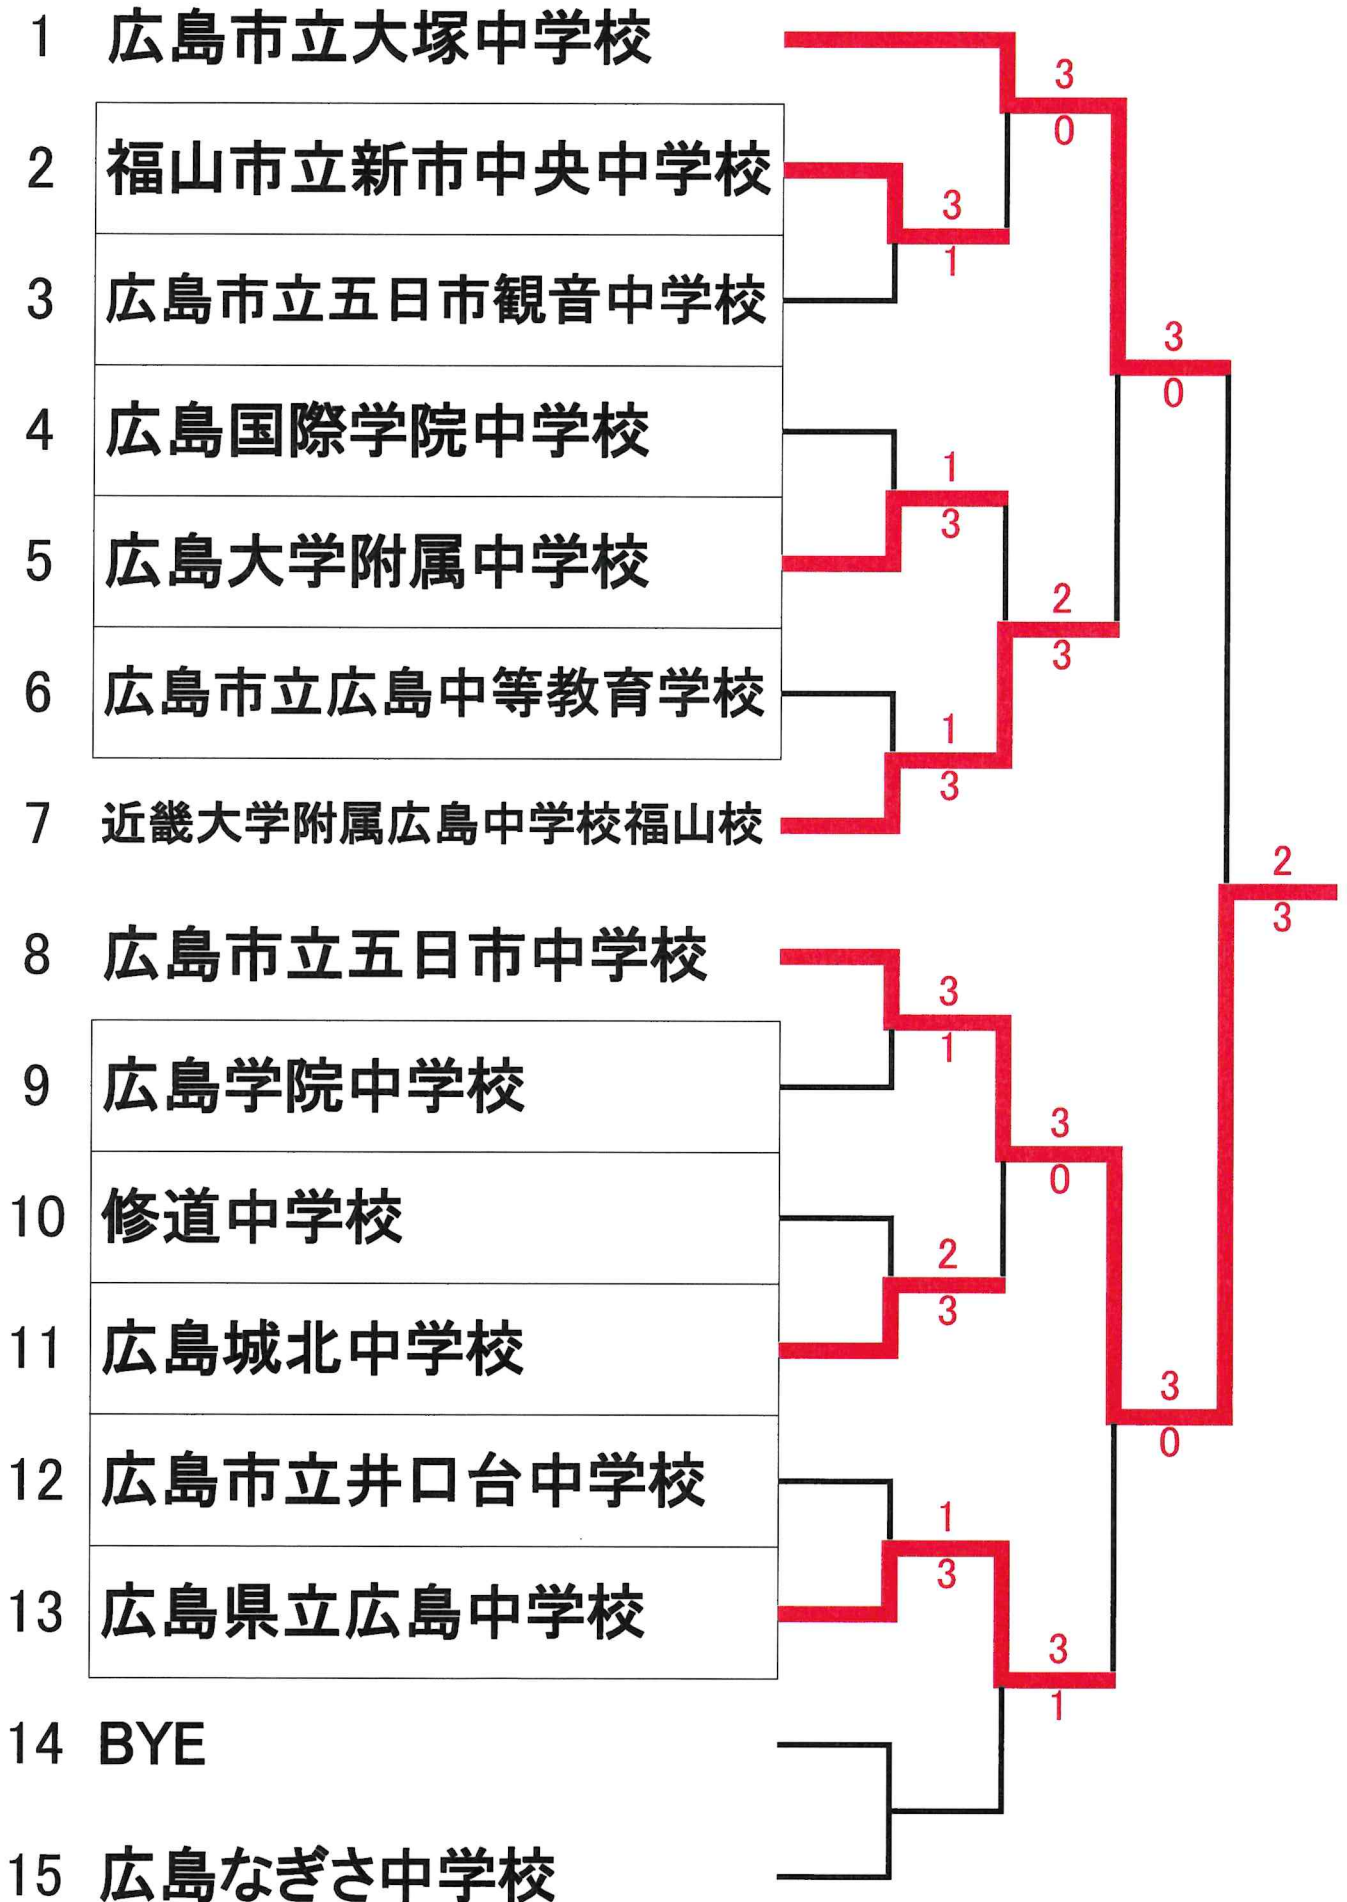 1 広島市立大塚中学校
3
0
2 福山市立新市中央中学校
3
1
3 広島市立五日市観音中学校
3
0
4 広島国際学院中学校
1
3
5 広島大学附属中学校
2
3
6 広島市立広島中等教育学校
1
3
7 近畿大学附属広島中学校福山校
2
3
8 広島市立五日市中学校
3
1
9 広島学院中学校
3
0
10 修道中学校
2
3
11 広島城北中学校
3
0
12 広島市立井口台中学校
1
3
13 広島県立広島中学校
3
1
14 BYE
15 広島なぎさ中学校